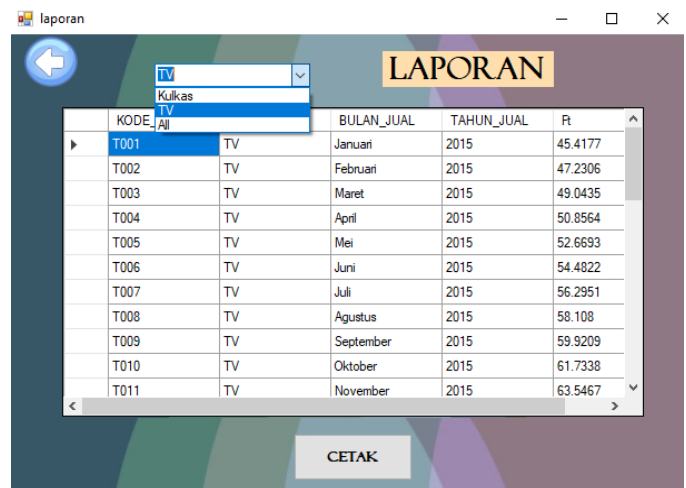 laporan
LAPORAN
TV
Kulkas
TV
All
KODE_ BULAN_JUAL TAHUN_JUAL Ft
T001 TV Januari 2015 45.4177
T002 TV Februari 2015 47.2306
T003 TV Maret 2015 49.0435
T004 TV April 2015 50.8564
T005 TV Mei 2015 52.6693
T006 TV Juni 2015 54.4822
T007 TV Juli 2015 56.2951
T008 TV Agustus 2015 58.108
T009 TV September 2015 59.9209
T010 TV Oktober 2015 61.7338
T011 TV November 2015 63.5467
CETAK